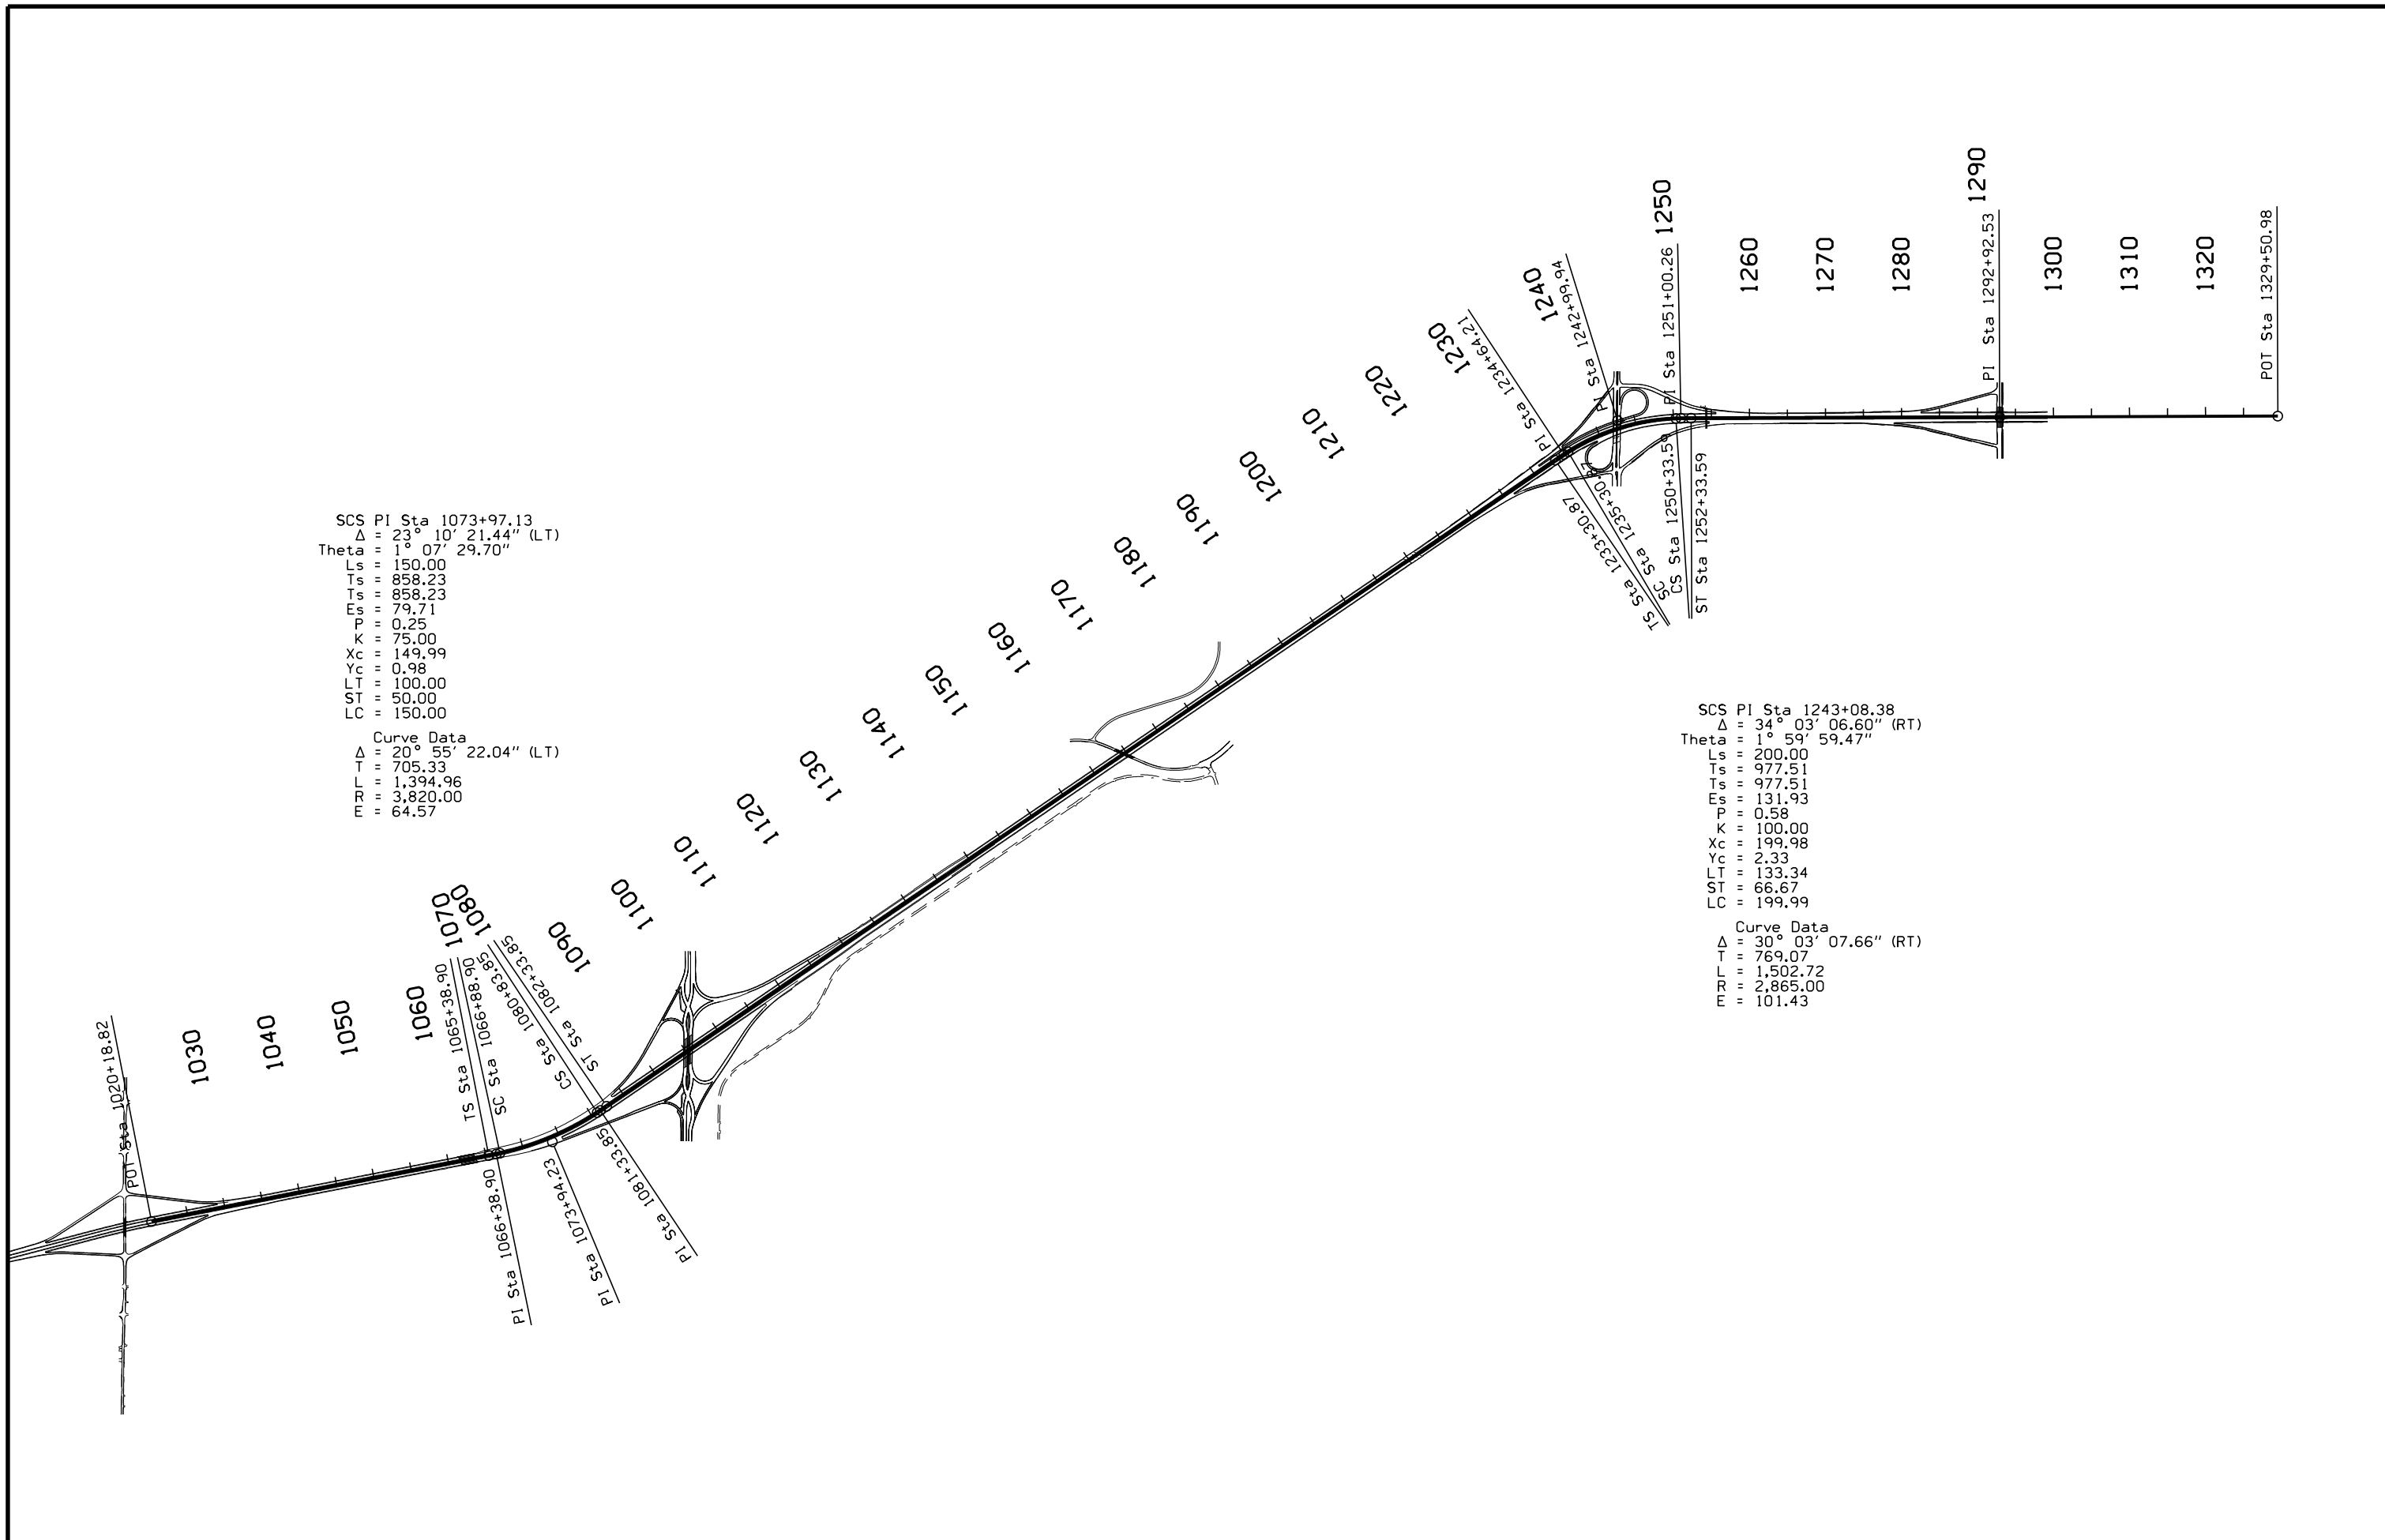 SCS PI Sta 1073+97.13
Δ = 23° 10' 21.44" (LT)
Theta = 1° 07' 29.70"
Ls = 150.00
Ts = 858.23
Ts = 858.23
Es = 79.71
P = 0.25
K = 75.00
Xc = 149.99
Yc = 0.98
LT = 100.00
ST = 50.00
LC = 150.00
Curve Data
Δ = 20° 55' 22.04" (LT)
T = 705.33
L = 1,394.96
R = 3,820.00
E = 64.57
POT Sta 1020+18.82
1030
1040
1050
1060
1070
1080
TS Sta 1065+38.90
SC Sta 1066+88.90
CS Sta 1080+83.85
ST Sta 1082+33.85
PI Sta 1066+38.90
PI Sta 1073+94.23
PI Sta 1081+33.85
1090
1100
1110
1120
1130
1140
1150
1160
1170
1180
1190
1200
1210
1220
1230
1240
PI Sta 1234+64.21
PI Sta 1242+99.94
PI Sta 1251+00.26
1250
TS Sta 1233+30.87
SC Sta 1235+30.87
CS Sta 1250+33.59
ST Sta 1252+33.59
1260
1270
1280
1290
PI Sta 1292+92.53
1300
1310
1320
POT Sta 1329+50.98
SCS PI Sta 1243+08.38
Δ = 34° 03' 06.60" (RT)
Theta = 1° 59' 59.47"
Ls = 200.00
Ts = 977.51
Ts = 977.51
Es = 131.93
P = 0.58
K = 100.00
Xc = 199.98
Yc = 2.33
LT = 133.34
ST = 66.67
LC = 199.99
Curve Data
Δ = 30° 03' 07.66" (RT)
T = 769.07
L = 1,502.72
R = 2,865.00
E = 101.43